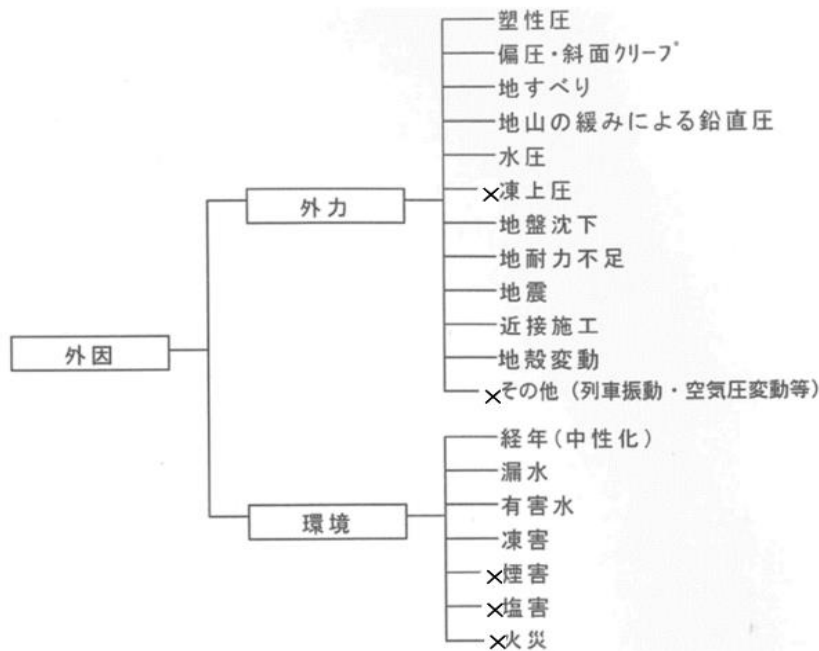 塑性圧
偏圧・斜面クリープ
地すべり
地山の緩みによる鉛直圧
水圧
×凍上圧
外力
地盤沈下
地耐力不足
地震
近接施工
外因
地殻変動
×その他（列車振動・空気圧変動等）
経年(中性化)
漏水
有害水
環境
凍害
×煙害
×塩害
×火災